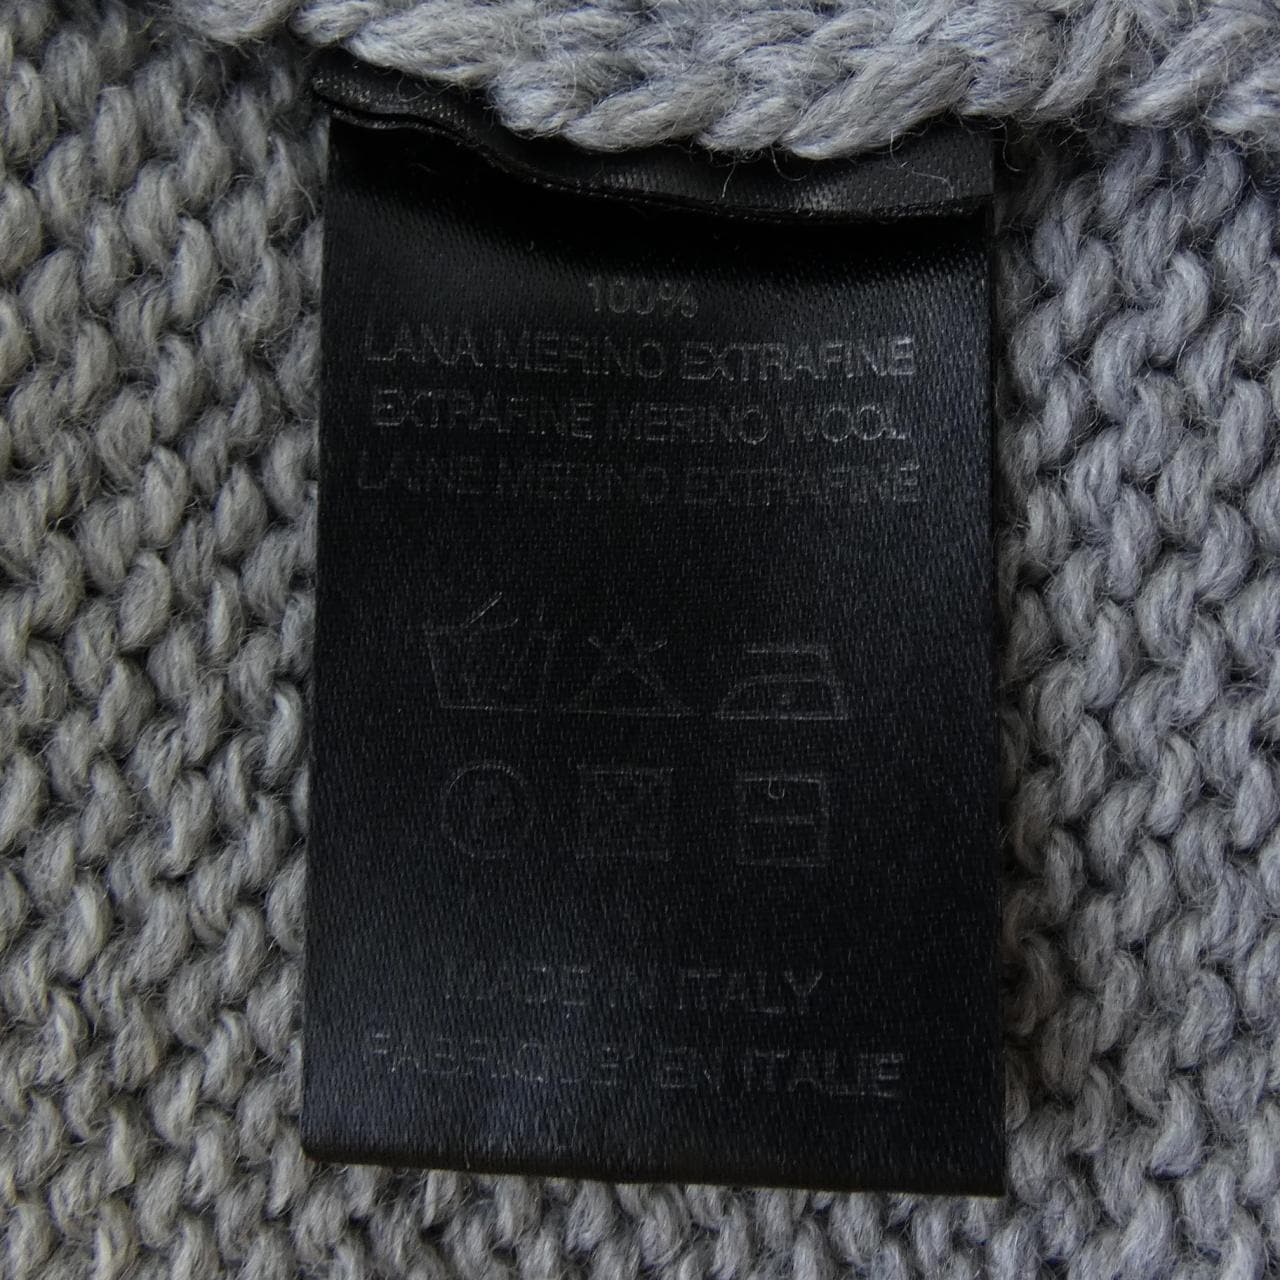 100%
LANA MERINO EXTRAFINE
EXTRAFINE MERINO WOOL
LAINE MERINO EXTRAFINE
MADE IN ITALY
FABRIQUE' EN ITALIE